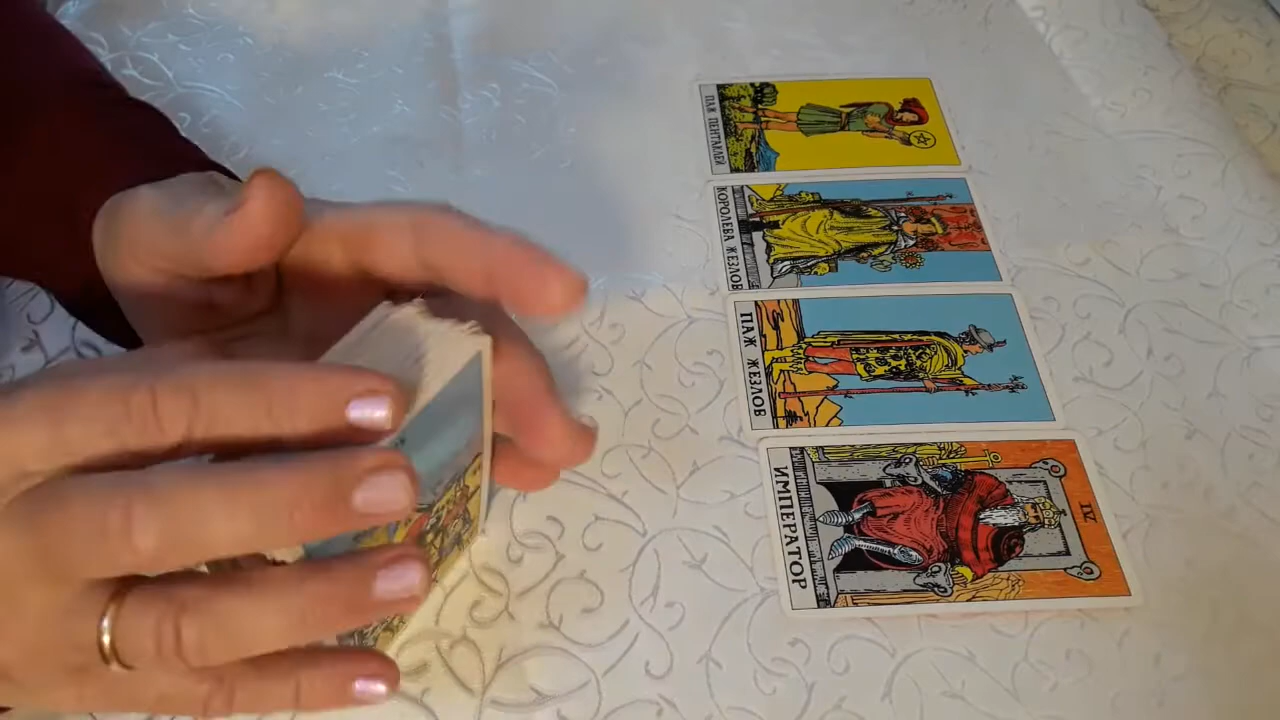 ПАЖ ПЕНТАКЛЕЙ
КОРОЛЕВА ЖЕЗЛОВ
ПАЖ ЖЕЗЛОВ
ИМПЕРАТОР
IV